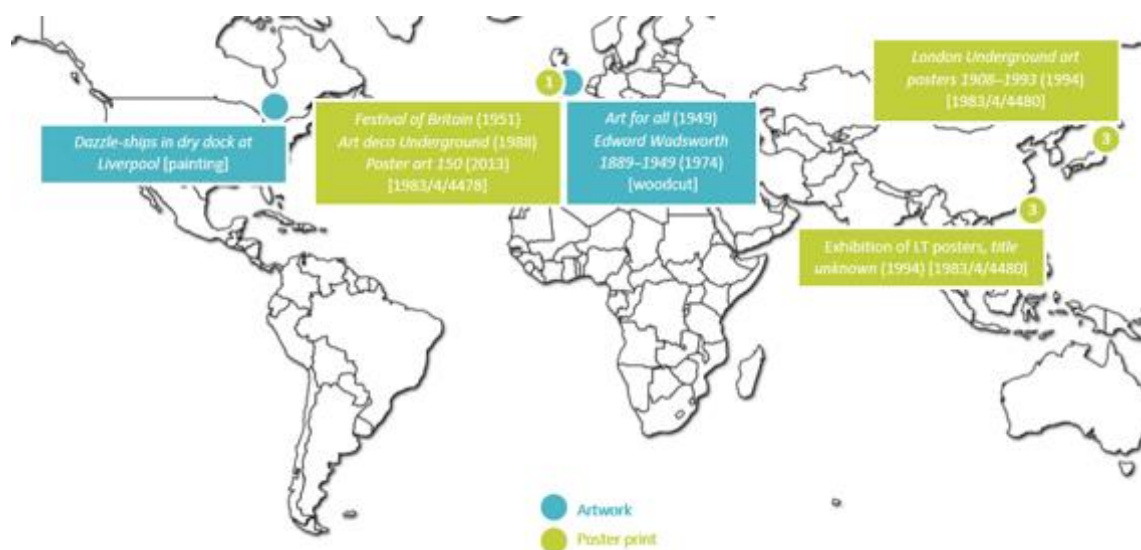 Dazzle-ships in dry dock at
Liverpool [painting]
1
Festival of Britain (1951)
Art deco Underground (1988)
Poster art 150 (2013)
[1983/4/4478]
Art for all (1949)
Edward Wadsworth
1889–1949 (1974)
[woodcut]
London Underground art
posters 1908–1993 (1994)
[1983/4/4480]
3
3
Exhibition of LT posters, title
unknown (1994) [1983/4/4480]
Artwork
Poster print